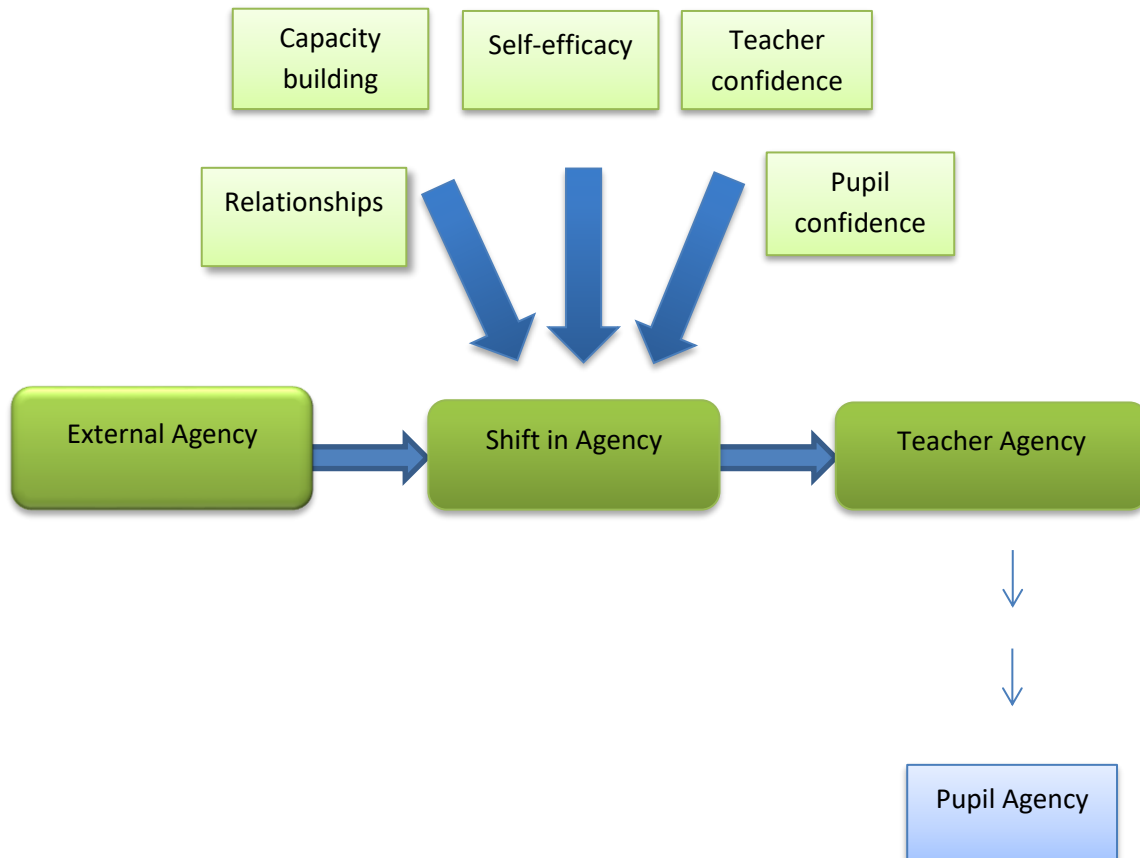 Capacity
building
Self-efficacy
Teacher
confidence
Relationships
Pupil
confidence
External Agency
Shift in Agency
Teacher Agency
Pupil Agency